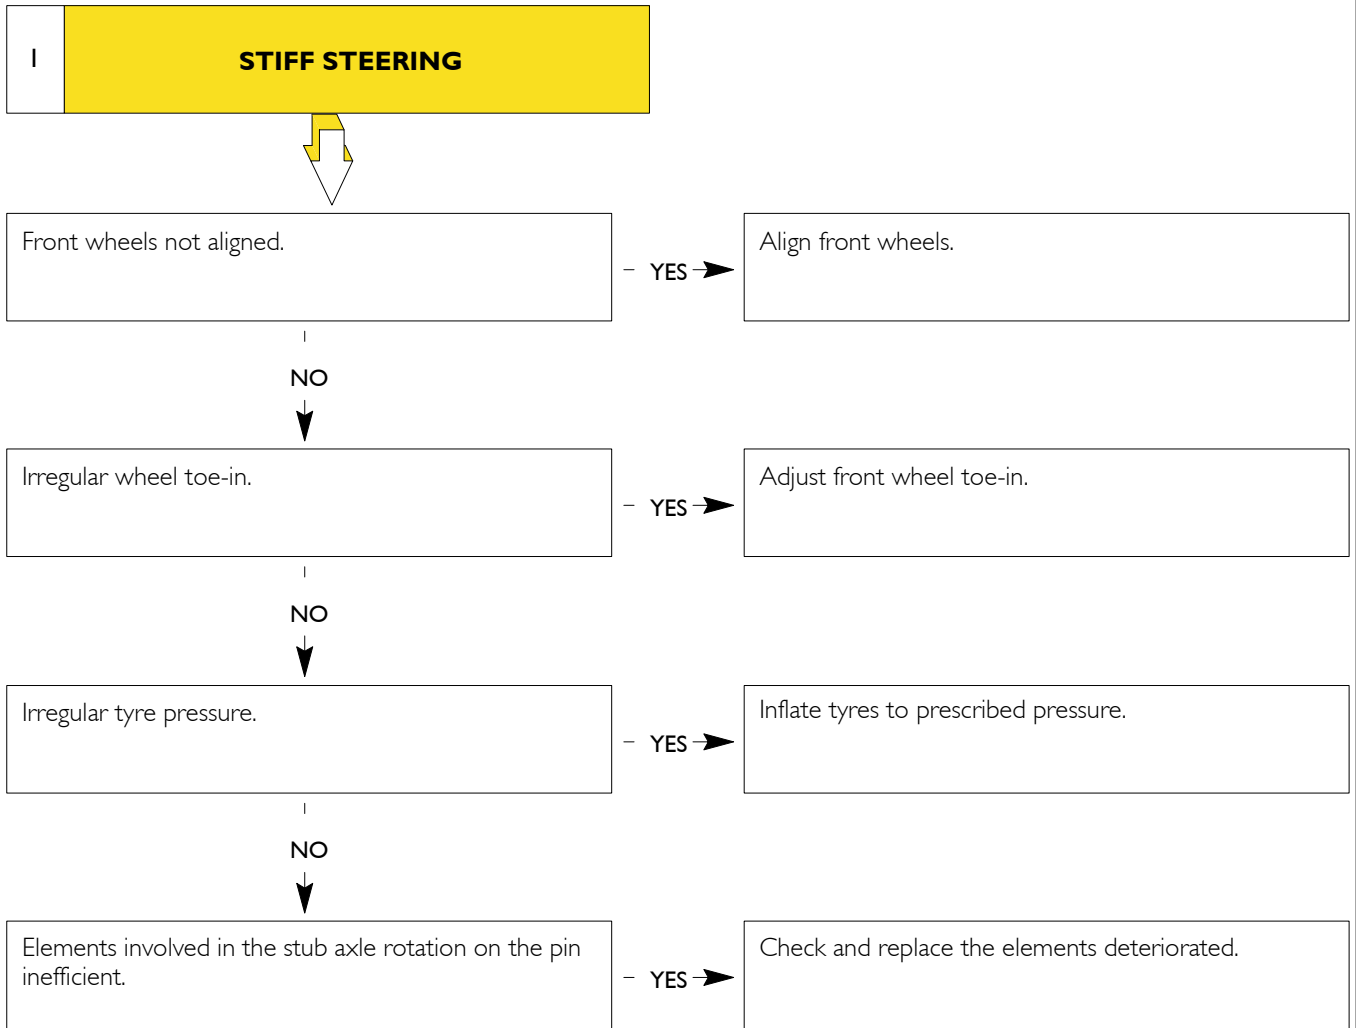 1
STIFF STEERING
Front wheels not aligned.
YES
Align front wheels.
NO
Irregular wheel toe-in.
YES
Adjust front wheel toe-in.
NO
Irregular tyre pressure.
YES
Inflate tyres to prescribed pressure.
NO
Elements involved in the stub axle rotation on the pin
inefficient.
YES
Check and replace the elements deteriorated.